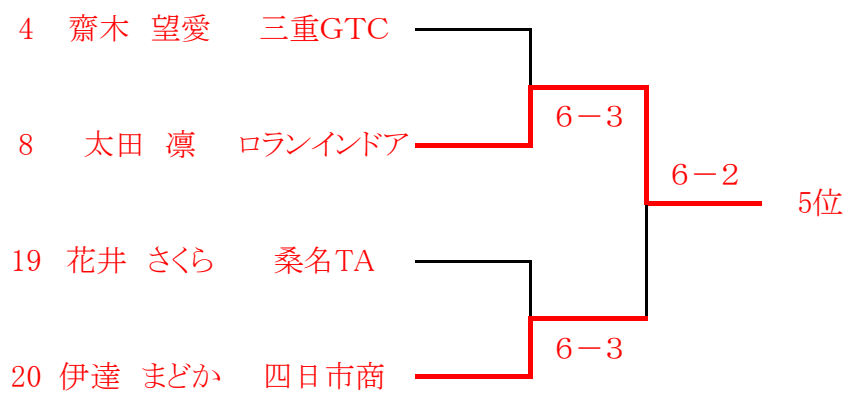 4 齋木 望愛 三重GTC
6-3
8 太田 凛 ロランインドア
6-2
5位
19 花井 さくら 桑名TA
6-3
20 伊達 まどか 四日市商